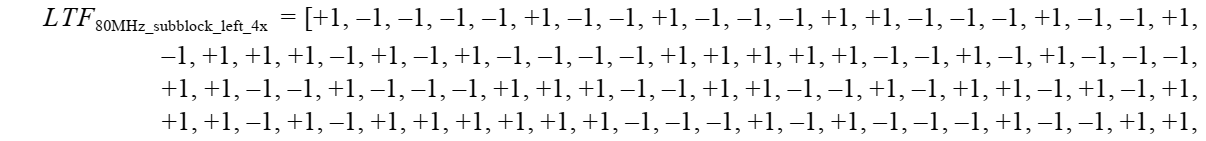 LTF80MHz_subblock_left_4x = [+1, –1, –1, –1, –1, +1, –1, –1, +1, –1, –1, –1, +1, +1, –1, –1, –1, +1, –1, –1, +1,
–1, +1, +1, +1, –1, +1, –1, +1, –1, –1, –1, –1, +1, +1, +1, +1, +1, –1, –1, +1, –1, +1, –1, –1, –1,
+1, +1, –1, –1, +1, –1, –1, –1, +1, +1, +1, –1, –1, +1, +1, –1, –1, +1, –1, +1, +1, –1, +1, –1, +1,
+1, +1, –1, +1, –1, +1, +1, +1, +1, +1, +1, –1, –1, –1, +1, –1, +1, –1, –1, –1, +1, –1, –1, +1, +1,